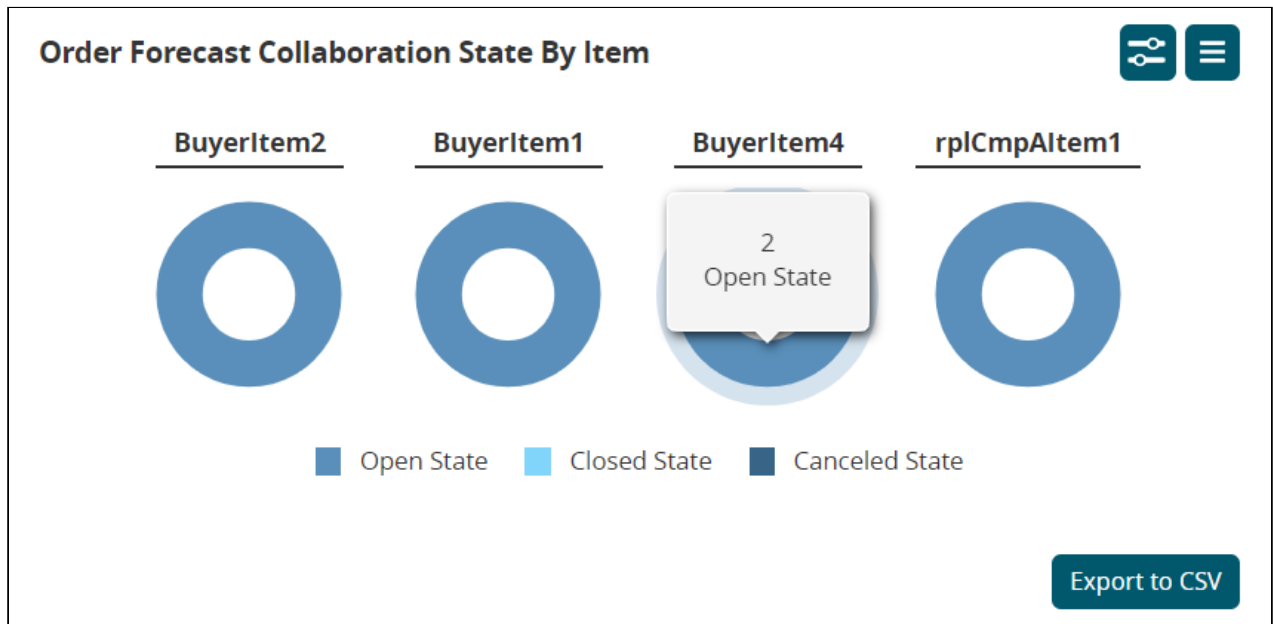 Order Forecast Collaboration State By Item
BuyerItem2 BuyerItem1 BuyerItem4 rplCmpAItem1
2
Open State
Open State Closed State Canceled State
Export to CSV